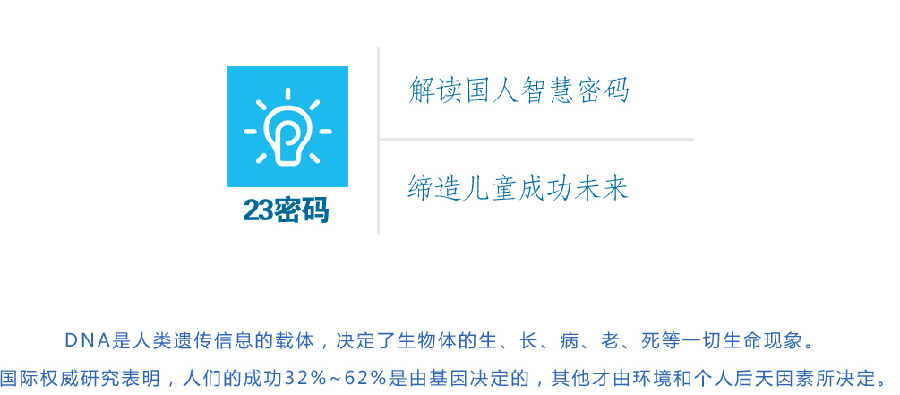 解读国人智慧密码
缔造儿童成功未来
23密码
DNA是人类遗传信息的载体，决定了生物体的生、长、病、老、死等一切生命现象。
国际权威研究表明，人们的成功32%~62%是由基因决定的，其他才由环境和个人后天因素所决定。